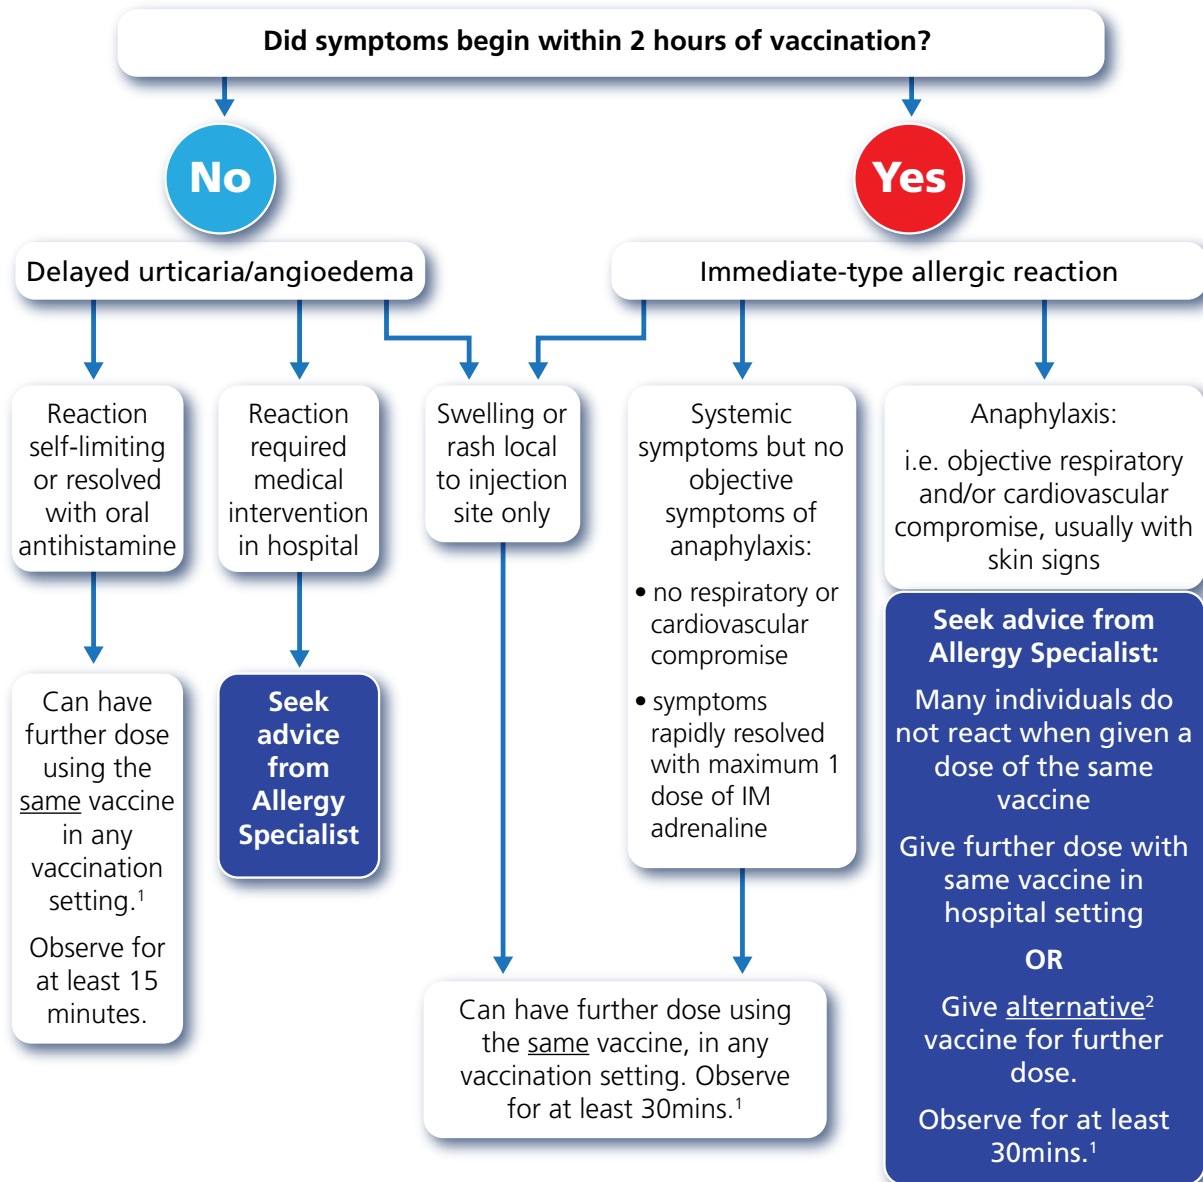 Did symptoms begin within 2 hours of vaccination?
No
Yes
Delayed urticaria/angioedema
Immediate-type allergic reaction
Reaction
self-limiting
or resolved
with oral
antihistamine
Reaction
required
medical
intervention
in hospital
Swelling or
rash local
to injection
site only
Systemic
symptoms but no
objective
symptoms of
anaphylaxis:
• no respiratory or
cardiovascular
compromise
• symptoms
rapidly resolved
with maximum 1
dose of IM
adrenaline
Anaphylaxis:
i.e. objective respiratory
and/or cardiovascular
compromise, usually with
skin signs
Can have
further dose
using the
same vaccine
in any
vaccination
setting.¹
Observe for
at least 15
minutes.
Seek
advice
from
Allergy
Specialist
Can have further dose using
the same vaccine, in any
vaccination setting. Observe
for at least 30mins.¹
Seek advice from
Allergy Specialist:
Many individuals do
not react when given a
dose of the same
vaccine
Give further dose with
same vaccine in
hospital setting
OR
Give alternative²
vaccine for further
dose.
Observe for at least
30mins.¹